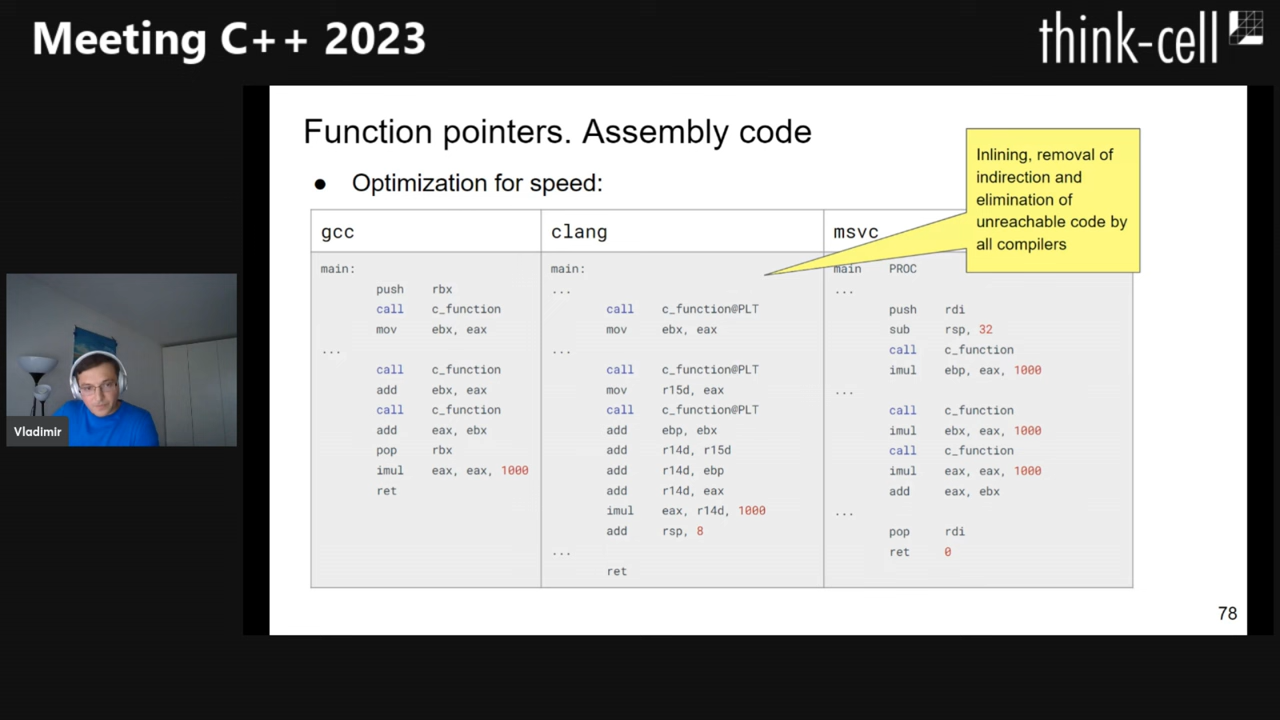 Meeting C++ 2023
think-cell
Function pointers. Assembly code
● Optimization for speed:
Inlining, removal of
indirection and
elimination of
unreachable code by
all compilers
gcc
main:
push rbx
call c_function
mov ebx, eax
...
call c_function
add ebx, eax
call c_function
add eax, ebx
pop rbx
imul eax, eax, 1000
ret
clang
main:
...
call c_function@PLT
mov ebx, eax
...
call c_function@PLT
mov r15d, eax
call c_function@PLT
add ebp, ebx
add r14d, r15d
add r14d, ebp
add r14d, eax
imul eax, r14d, 1000
add rsp, 8
...
ret
msvc
main PROC
...
push rdi
sub rsp, 32
call c_function
imul ebp, eax, 1000
...
call c_function
imul ebx, eax, 1000
call c_function
imul eax, eax, 1000
add eax, ebx
...
pop rdi
ret 0
Vladimir
78